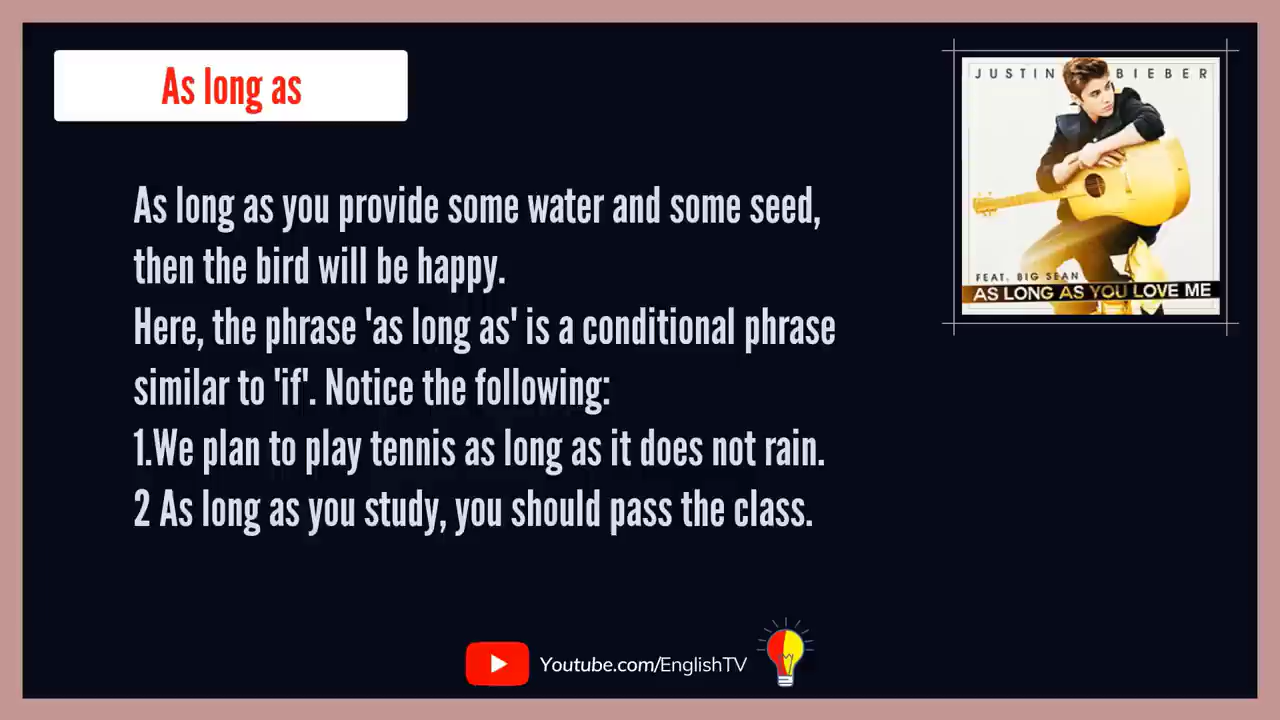 As long as
JUSTIN BIEBER
FEAT. BIG SEAN
AS LONG AS YOU LOVE ME
As long as you provide some water and some seed,
then the bird will be happy.
Here, the phrase 'as long as' is a conditional phrase
similar to 'if'. Notice the following:
1.We plan to play tennis as long as it does not rain.
2 As long as you study, you should pass the class.
Youtube.com/EnglishTV